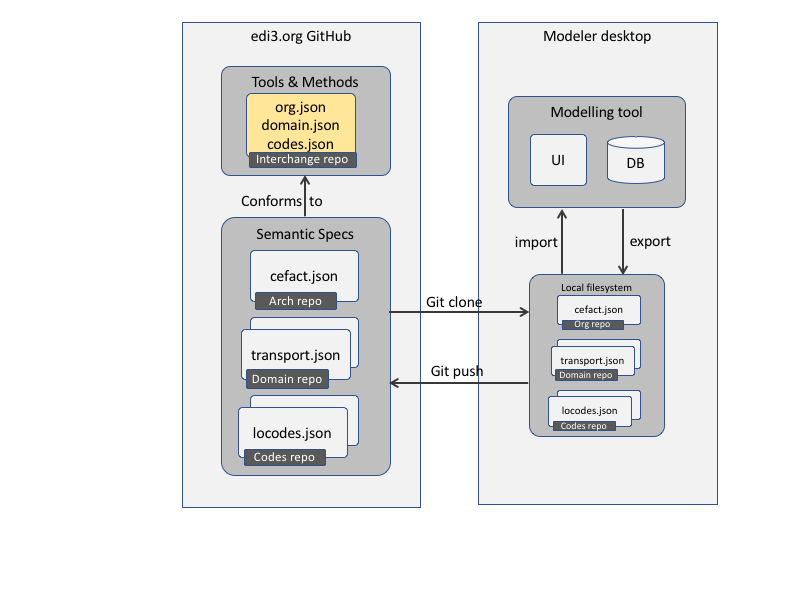 edi3.org GitHub
Tools & Methods
org.json
domain.json
codes.json
Interchange repo
Conforms to
Semantic Specs
cefact.json
Arch repo
transport.json
Domain repo
locodes.json
Codes repo
Git clone
Git push
Modeler desktop
Modelling tool
UI
DB
import
export
Local filesystem
cefact.json
Org repo
transport.json
Domain repo
locodes.json
Codes repo